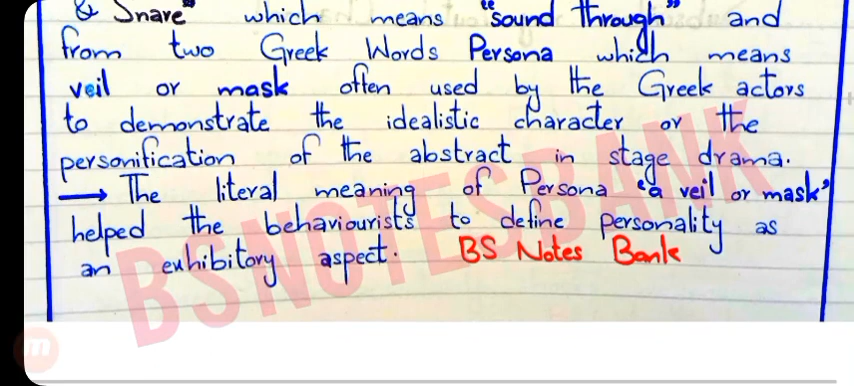 & Snare" which means "sound through" and
from two Greek Words Persona which means
veil or mask often used by the Greek actors
to demonstrate the idealistic character or the
personification of the abstract in stage drama.
→ The literal meaning of Persona "a veil or mask"
helped the behaviourists to define personality as
an exhibitory aspect. BS Notes Bank
BSNOTESBANK
m